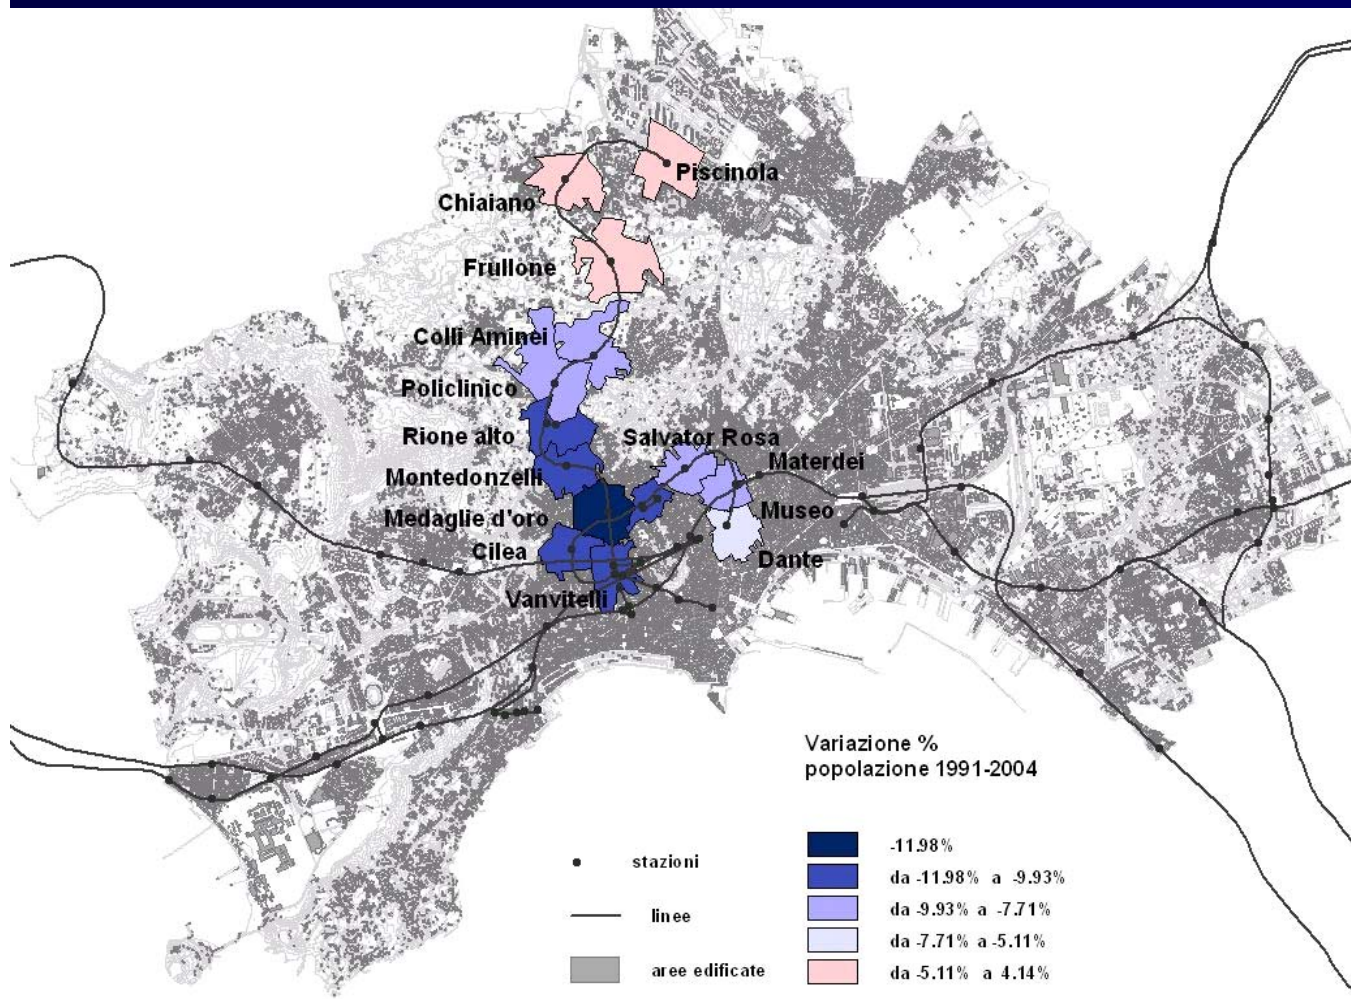 Piscinola
Chiaiano
Frullone
Colli Aminei
Policlinico
Rione alto
Salvator Rosa
Materdei
Montedonzelli
Museo
Medaglie d'oro
Cilea
Dante
Vanvitelli
Variazione %
popolazione 1991-2004
-11.98%
stazioni
da -11.98% a -9.93%
linee
da -9.93% a -7.71%
da -7.71% a -5.11%
aree edificate
da -5.11% a 4.14%